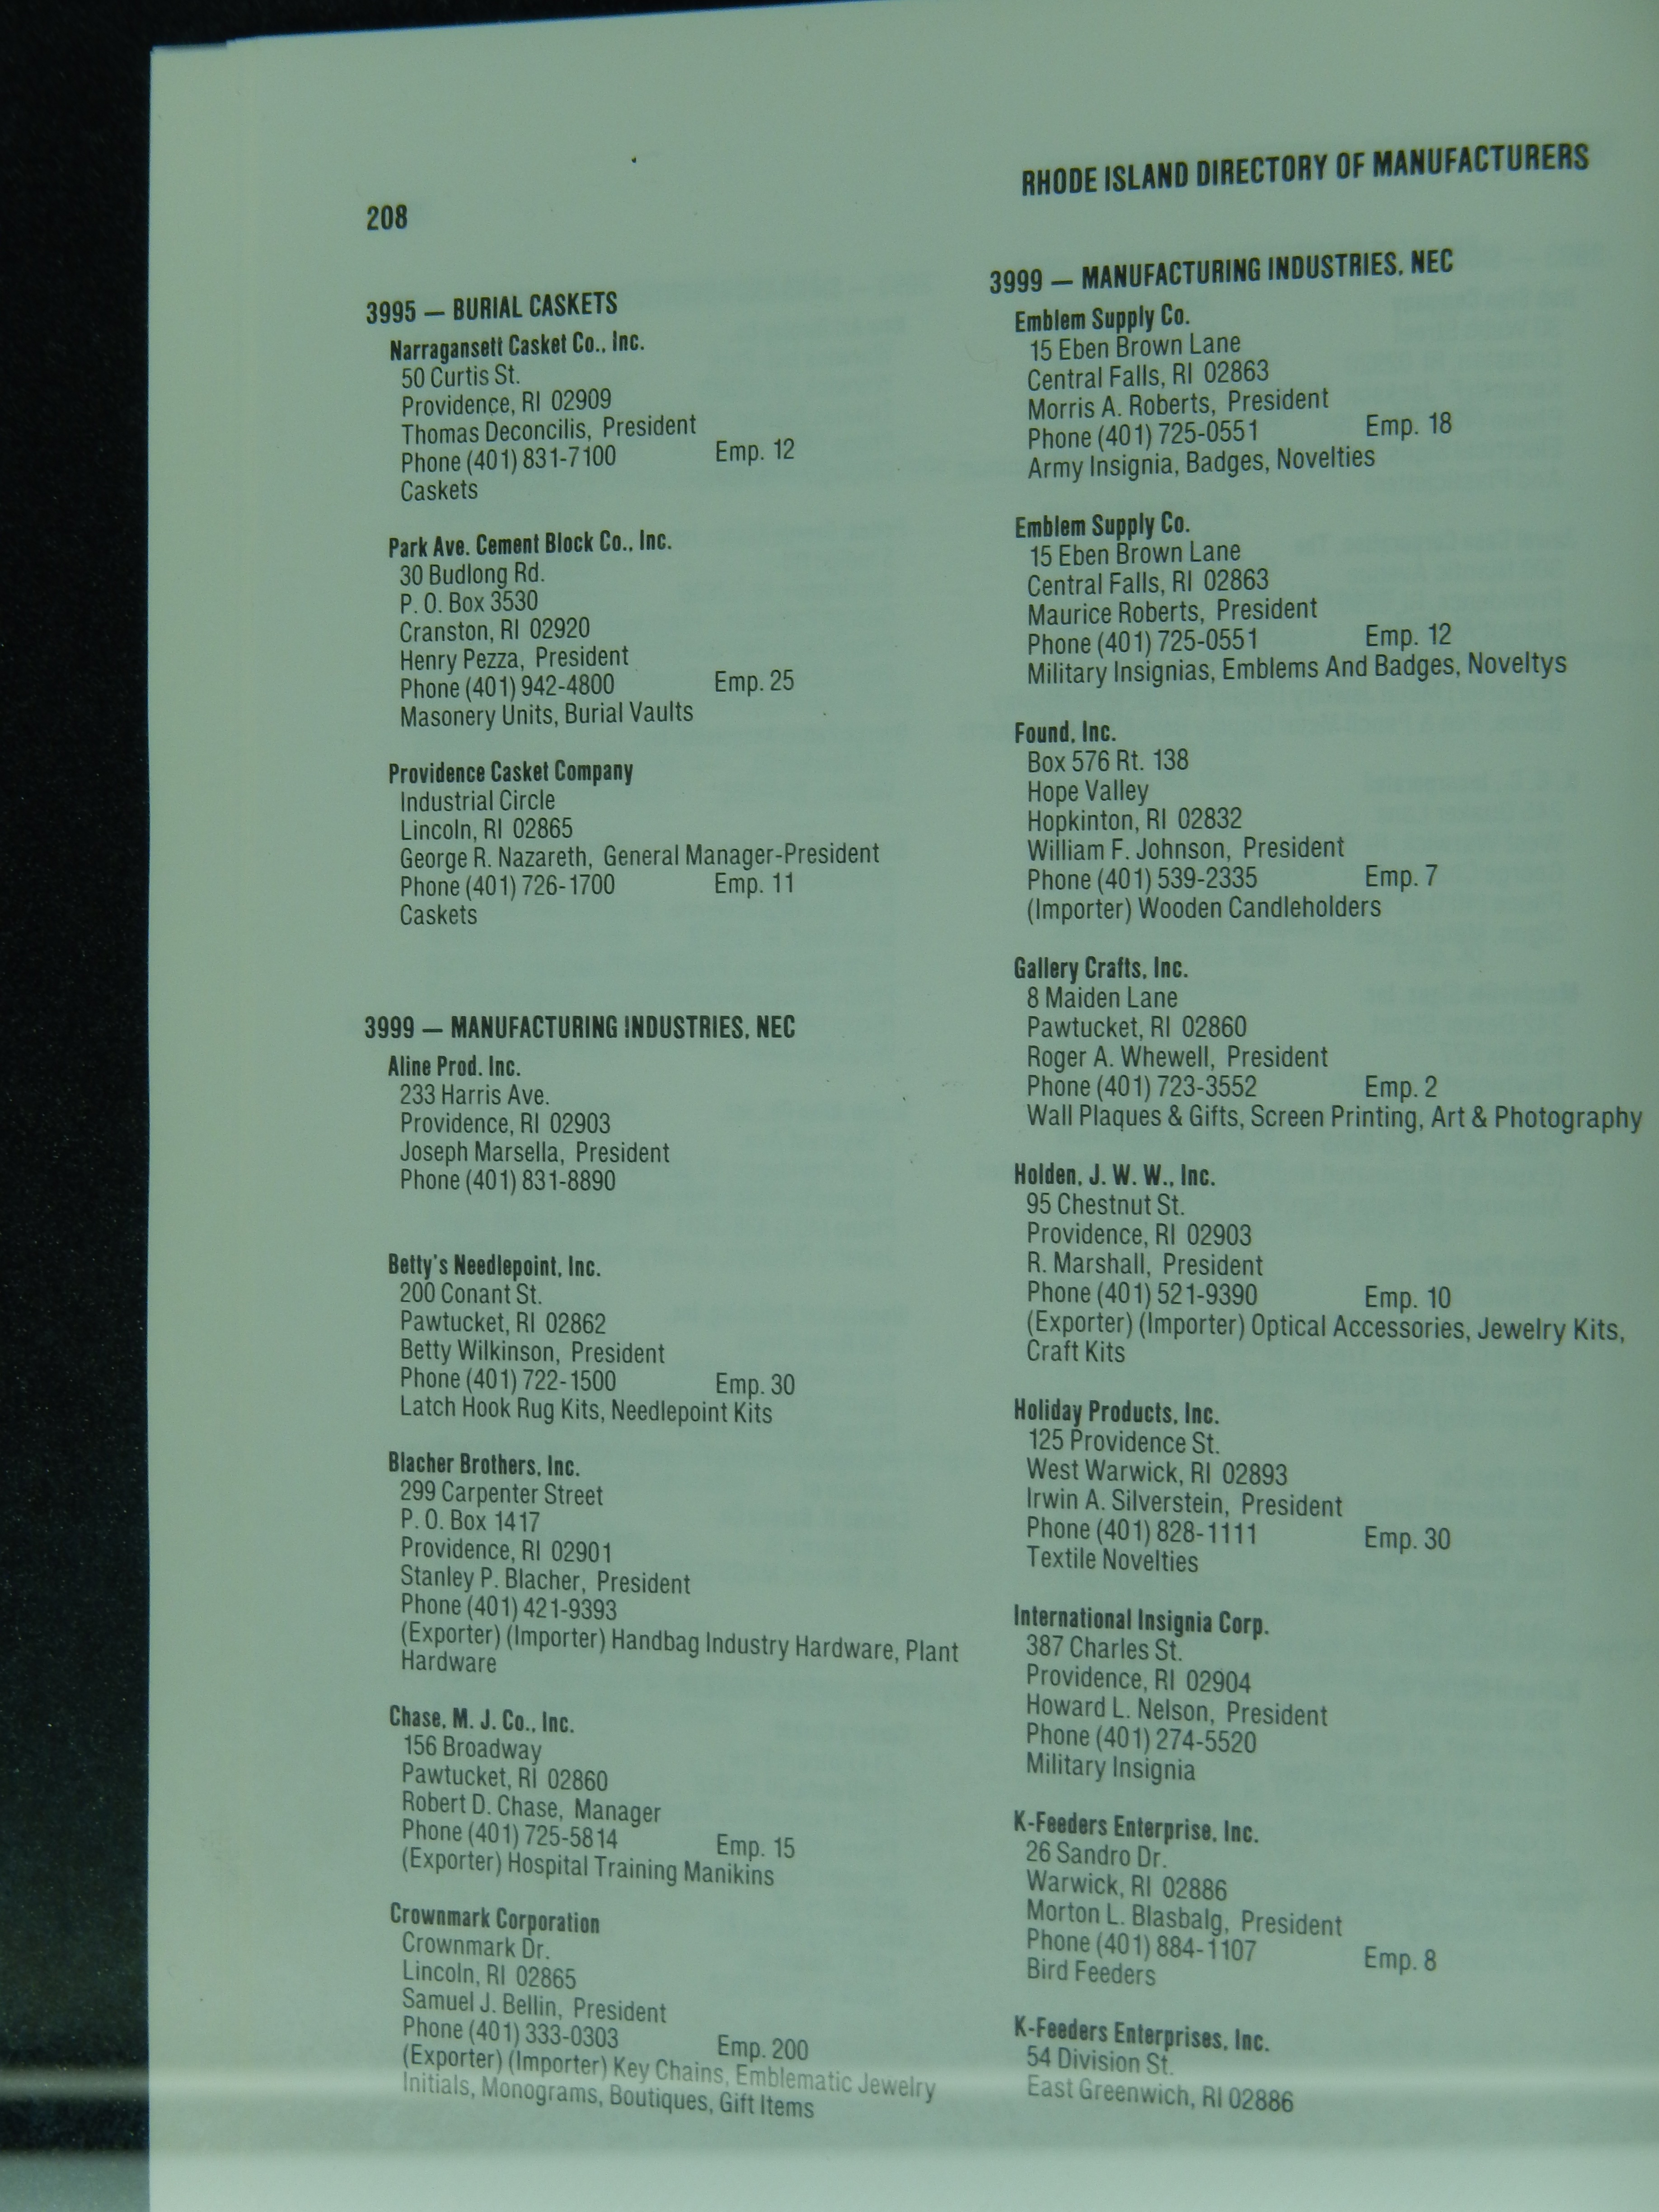 208
RHODE ISLAND DIRECTORY OF MANUFACTURERS
3995 — BURIAL CASKETS
Narragansett Casket Co., Inc.
50 Curtis St.
Providence, RI 02909
Thomas Deconcilis, President
Phone (401) 831-7100 Emp. 12
Caskets
Park Ave. Cement Block Co., Inc.
30 Budlong Rd.
P. O. Box 3530
Cranston, RI 02920
Henry Pezza, President
Phone (401) 942-4800 Emp. 25
Masonery Units, Burial Vaults
Providence Casket Company
Industrial Circle
Lincoln, RI 02865
George R. Nazareth, General Manager-President
Phone (401) 726-1700 Emp. 11
Caskets
3999 — MANUFACTURING INDUSTRIES, NEC
Aline Prod. Inc.
233 Harris Ave.
Providence, RI 02903
Joseph Marsella, President
Phone (401) 831-8890
Betty's Needlepoint, Inc.
200 Conant St.
Pawtucket, RI 02862
Betty Wilkinson, President
Phone (401) 722-1500 Emp. 30
Latch Hook Rug Kits, Needlepoint Kits
Blacher Brothers, Inc.
299 Carpenter Street
P. O. Box 1417
Providence, RI 02901
Stanley P. Blacher, President
Phone (401) 421-9393
(Exporter) (Importer) Handbag Industry Hardware, Plant
Hardware
Chase, M. J. Co., Inc.
156 Broadway
Pawtucket, RI 02860
Robert D. Chase, Manager
Phone (401) 725-5814 Emp. 15
(Exporter) Hospital Training Manikins
Crownmark Corporation
Crownmark Dr.
Lincoln, RI 02865
Samuel J. Bellin, President
Phone (401) 333-0303 Emp. 200
(Exporter) (Importer) Key Chains, Emblematic Jewelry
Initials, Monograms, Boutiques, Gift Items
3999 — MANUFACTURING INDUSTRIES, NEC
Emblem Supply Co.
15 Eben Brown Lane
Central Falls, RI 02863
Morris A. Roberts, President
Phone (401) 725-0551 Emp. 18
Army Insignia, Badges, Novelties
Emblem Supply Co.
15 Eben Brown Lane
Central Falls, RI 02863
Maurice Roberts, President
Phone (401) 725-0551 Emp. 12
Military Insignias, Emblems And Badges, Noveltys
Found, Inc.
Box 576 Rt. 138
Hope Valley
Hopkinton, RI 02832
William F. Johnson, President
Phone (401) 539-2335 Emp. 7
(Importer) Wooden Candleholders
Gallery Crafts, Inc.
8 Maiden Lane
Pawtucket, RI 02860
Roger A. Whewell, President
Phone (401) 723-3552 Emp. 2
Wall Plaques & Gifts, Screen Printing, Art & Photography
Holden, J. W. W., Inc.
95 Chestnut St.
Providence, RI 02903
R. Marshall, President
Phone (401) 521-9390 Emp. 10
(Exporter) (Importer) Optical Accessories, Jewelry Kits,
Craft Kits
Holiday Products, Inc.
125 Providence St.
West Warwick, RI 02893
Irwin A. Silverstein, President
Phone (401) 828-1111 Emp. 30
Textile Novelties
International Insignia Corp.
387 Charles St.
Providence, RI 02904
Howard L. Nelson, President
Phone (401) 274-5520
Military Insignia
K-Feeders Enterprise, Inc.
26 Sandro Dr.
Warwick, RI 02886
Morton L. Blasbalg, President
Phone (401) 884-1107 Emp. 8
Bird Feeders
K-Feeders Enterprises, Inc.
54 Division St.
East Greenwich, RI 02886